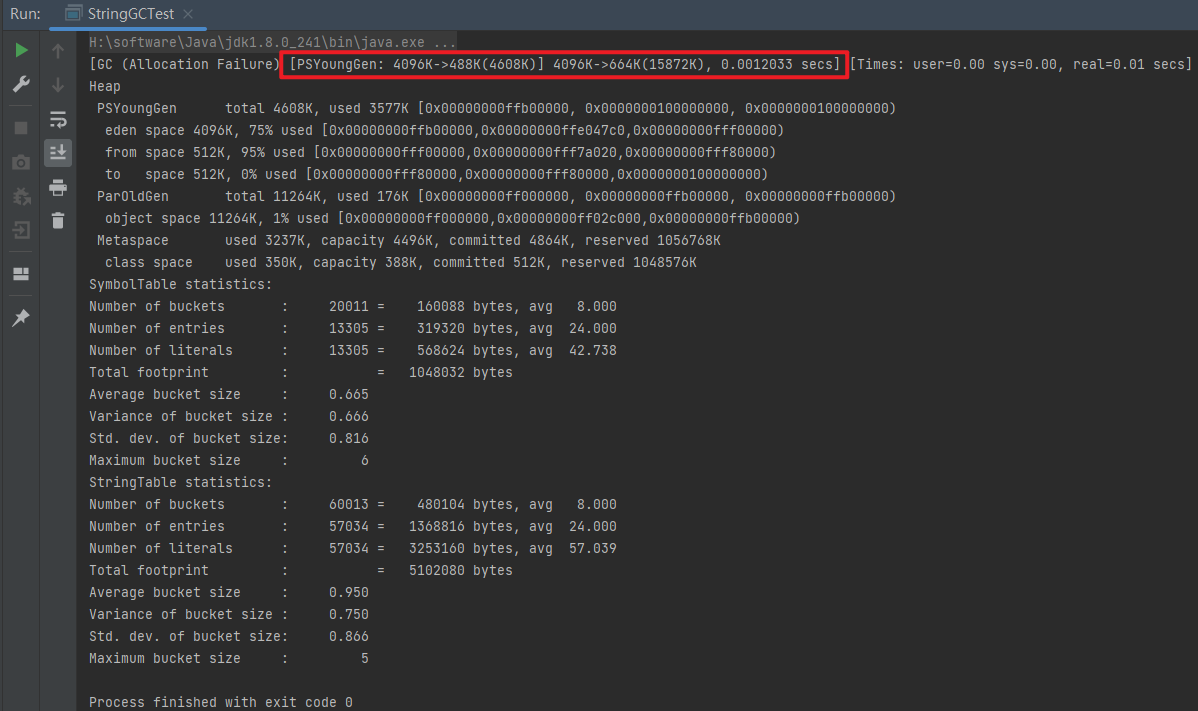 Run: StringGCTest
H:\software\Java\jdk1.8.0_241\bin\java.exe ...
[GC (Allocation Failure) [PSYoungGen: 4096K->488K(4608K)] 4096K->664K(15872K), 0.0012033 secs] [Times: user=0.00 sys=0.00, real=0.01 secs]
Heap
 PSYoungGen      total 4608K, used 3577K [0x00000000ffb00000, 0x0000000100000000, 0x0000000100000000)
  eden space 4096K, 75% used [0x00000000ffb00000,0x00000000ffe047c0,0x00000000fff00000)
  from space 512K, 95% used [0x00000000fff00000,0x00000000fff7a020,0x00000000fff80000)
  to   space 512K, 0% used [0x00000000fff80000,0x00000000fff80000,0x0000000100000000)
 ParOldGen       total 11264K, used 176K [0x00000000ff000000, 0x00000000ffb00000, 0x00000000ffb00000)
  object space 11264K, 1% used [0x00000000ff000000,0x00000000ff02c000,0x00000000ffb00000)
 Metaspace       used 3237K, capacity 4496K, committed 4864K, reserved 1056768K
  class space    used 350K, capacity 388K, committed 512K, reserved 1048576K
SymbolTable statistics:
Number of buckets       :     20011 =    160088 bytes, avg   8.000
Number of entries       :     13305 =    319320 bytes, avg  24.000
Number of literals      :     13305 =    568624 bytes, avg  42.738
Total footprint         :           =   1048032 bytes
Average bucket size     :     0.665
Variance of bucket size :     0.666
Std. dev. of bucket size:     0.816
Maximum bucket size     :         6
StringTable statistics:
Number of buckets       :     60013 =    480104 bytes, avg   8.000
Number of entries       :     57034 =   1368816 bytes, avg  24.000
Number of literals      :     57034 =   3253160 bytes, avg  57.039
Total footprint         :           =   5102080 bytes
Average bucket size     :     0.950
Variance of bucket size :     0.750
Std. dev. of bucket size:     0.866
Maximum bucket size     :         5
Process finished with exit code 0